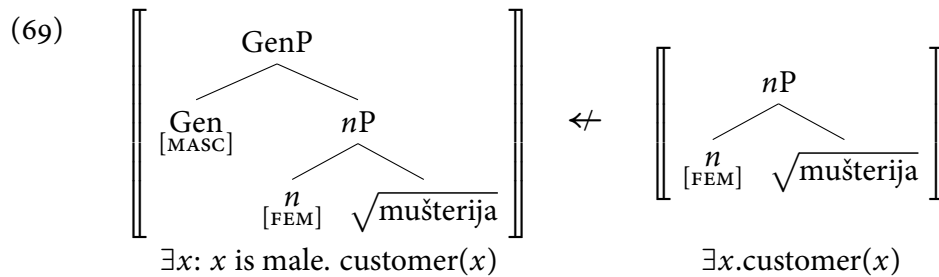 (69)
GenP nP
Gen nP ↚ n √mušterija
[MASC] [FEM]
n √mušterija
[FEM]
∃x: x is male. customer(x) ∃x.customer(x)